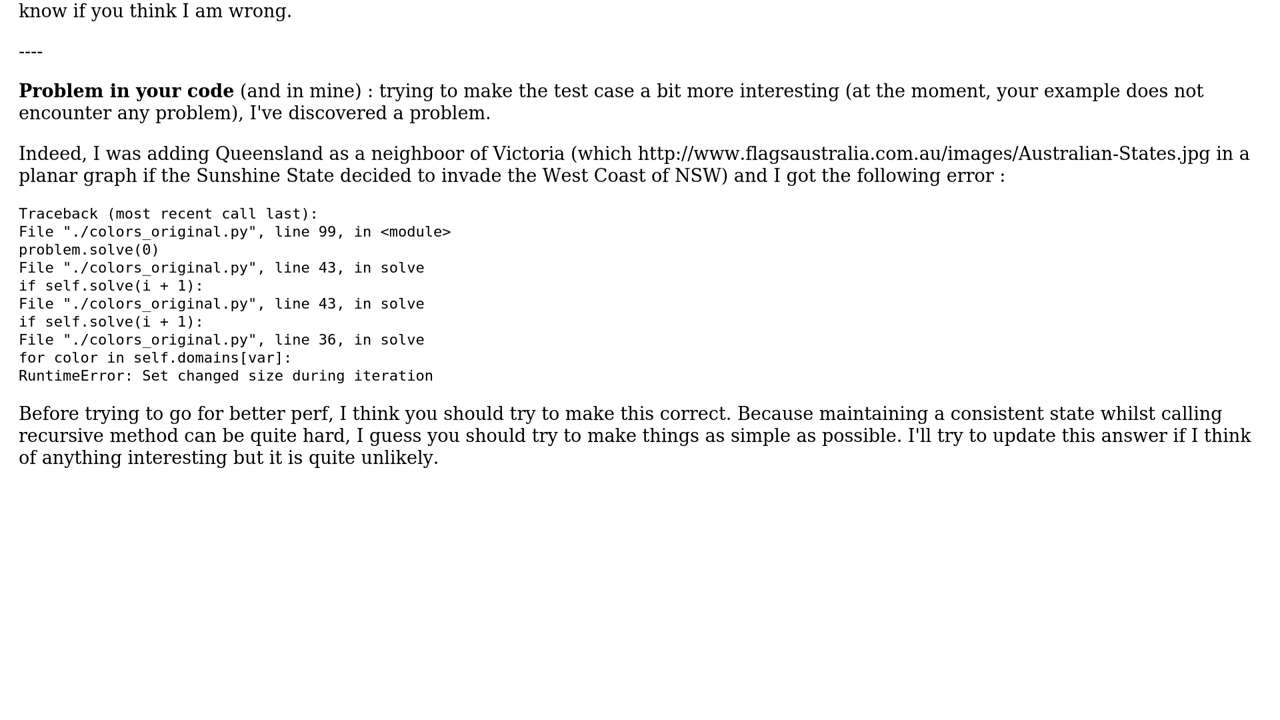 know if you think I am wrong.
----
Problem in your code (and in mine) : trying to make the test case a bit more interesting (at the moment, your example does not
encounter any problem), I've discovered a problem.
Indeed, I was adding Queensland as a neighboor of Victoria (which http://www.flagsaustralia.com.au/images/Australian-States.jpg in a
planar graph if the Sunshine State decided to invade the West Coast of NSW) and I got the following error :
Traceback (most recent call last):
File "./colors_original.py", line 99, in <module>
problem.solve(0)
File "./colors_original.py", line 43, in solve
if self.solve(i + 1):
File "./colors_original.py", line 43, in solve
if self.solve(i + 1):
File "./colors_original.py", line 36, in solve
for color in self.domains[var]:
RuntimeError: Set changed size during iteration
Before trying to go for better perf, I think you should try to make this correct. Because maintaining a consistent state whilst calling
recursive method can be quite hard, I guess you should try to make things as simple as possible. I'll try to update this answer if I think
of anything interesting but it is quite unlikely.